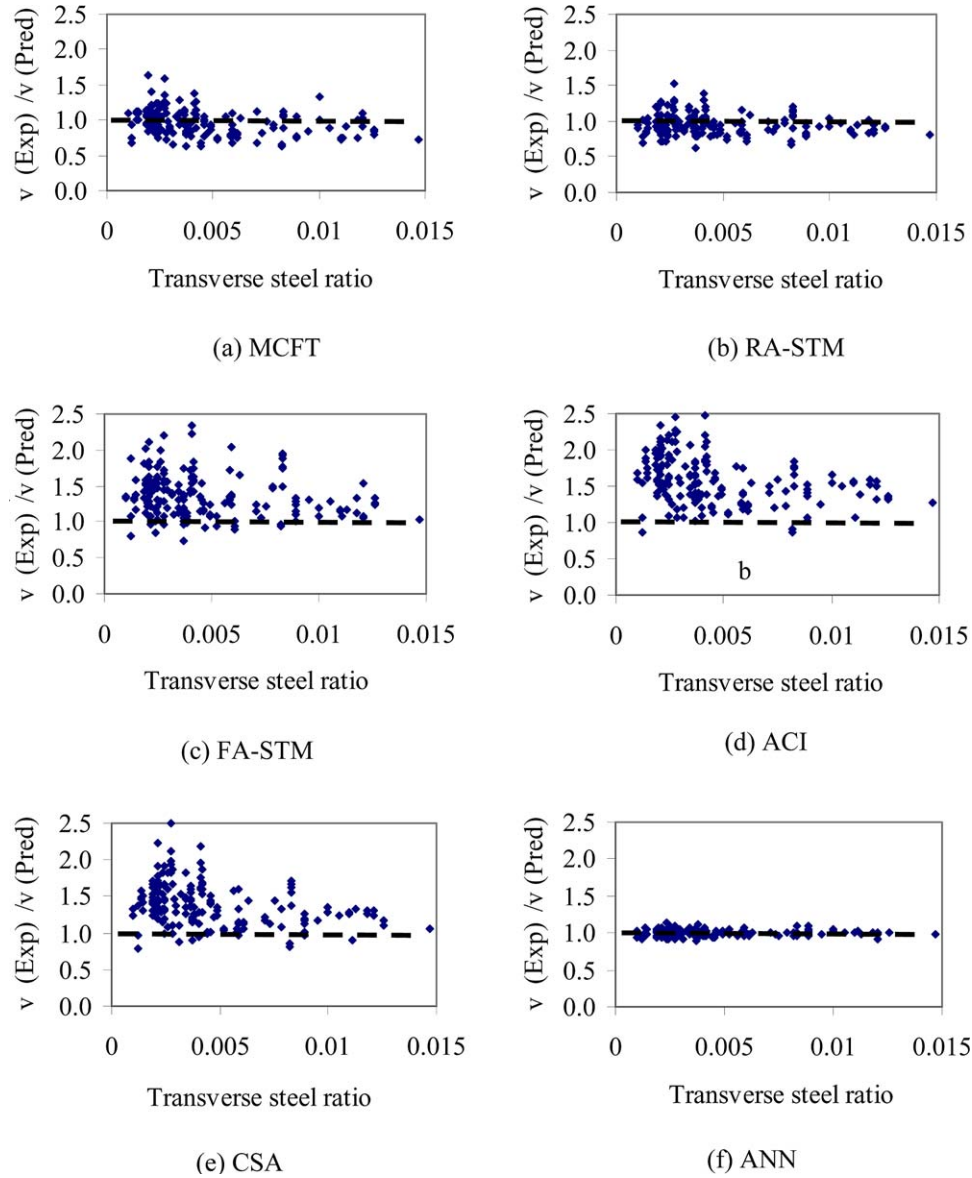 v (Exp) /v (Pred)
2.5
2.0
1.5
1.0
0.5
0.0
0 0.005 0.01 0.015
Transverse steel ratio
(a) MCFT
v (Exp) /v (Pred)
2.5
2.0
1.5
1.0
0.5
0.0
0 0.005 0.01 0.015
Transverse steel ratio
(b) RA-STM
v (Exp) /v (Pred)
2.5
2.0
1.5
1.0
0.5
0.0
0 0.005 0.01 0.015
Transverse steel ratio
(c) FA-STM
v (Exp) /v (Pred)
2.5
2.0
1.5
1.0
0.5
0.0
b
0 0.005 0.01 0.015
Transverse steel ratio
(d) ACI
v (Exp) /v (Pred)
2.5
2.0
1.5
1.0
0.5
0.0
0 0.005 0.01 0.015
Transverse steel ratio
(e) CSA
v (Exp) /v (Pred)
2.5
2.0
1.5
1.0
0.5
0.0
0 0.005 0.01 0.015
Transverse steel ratio
(f) ANN